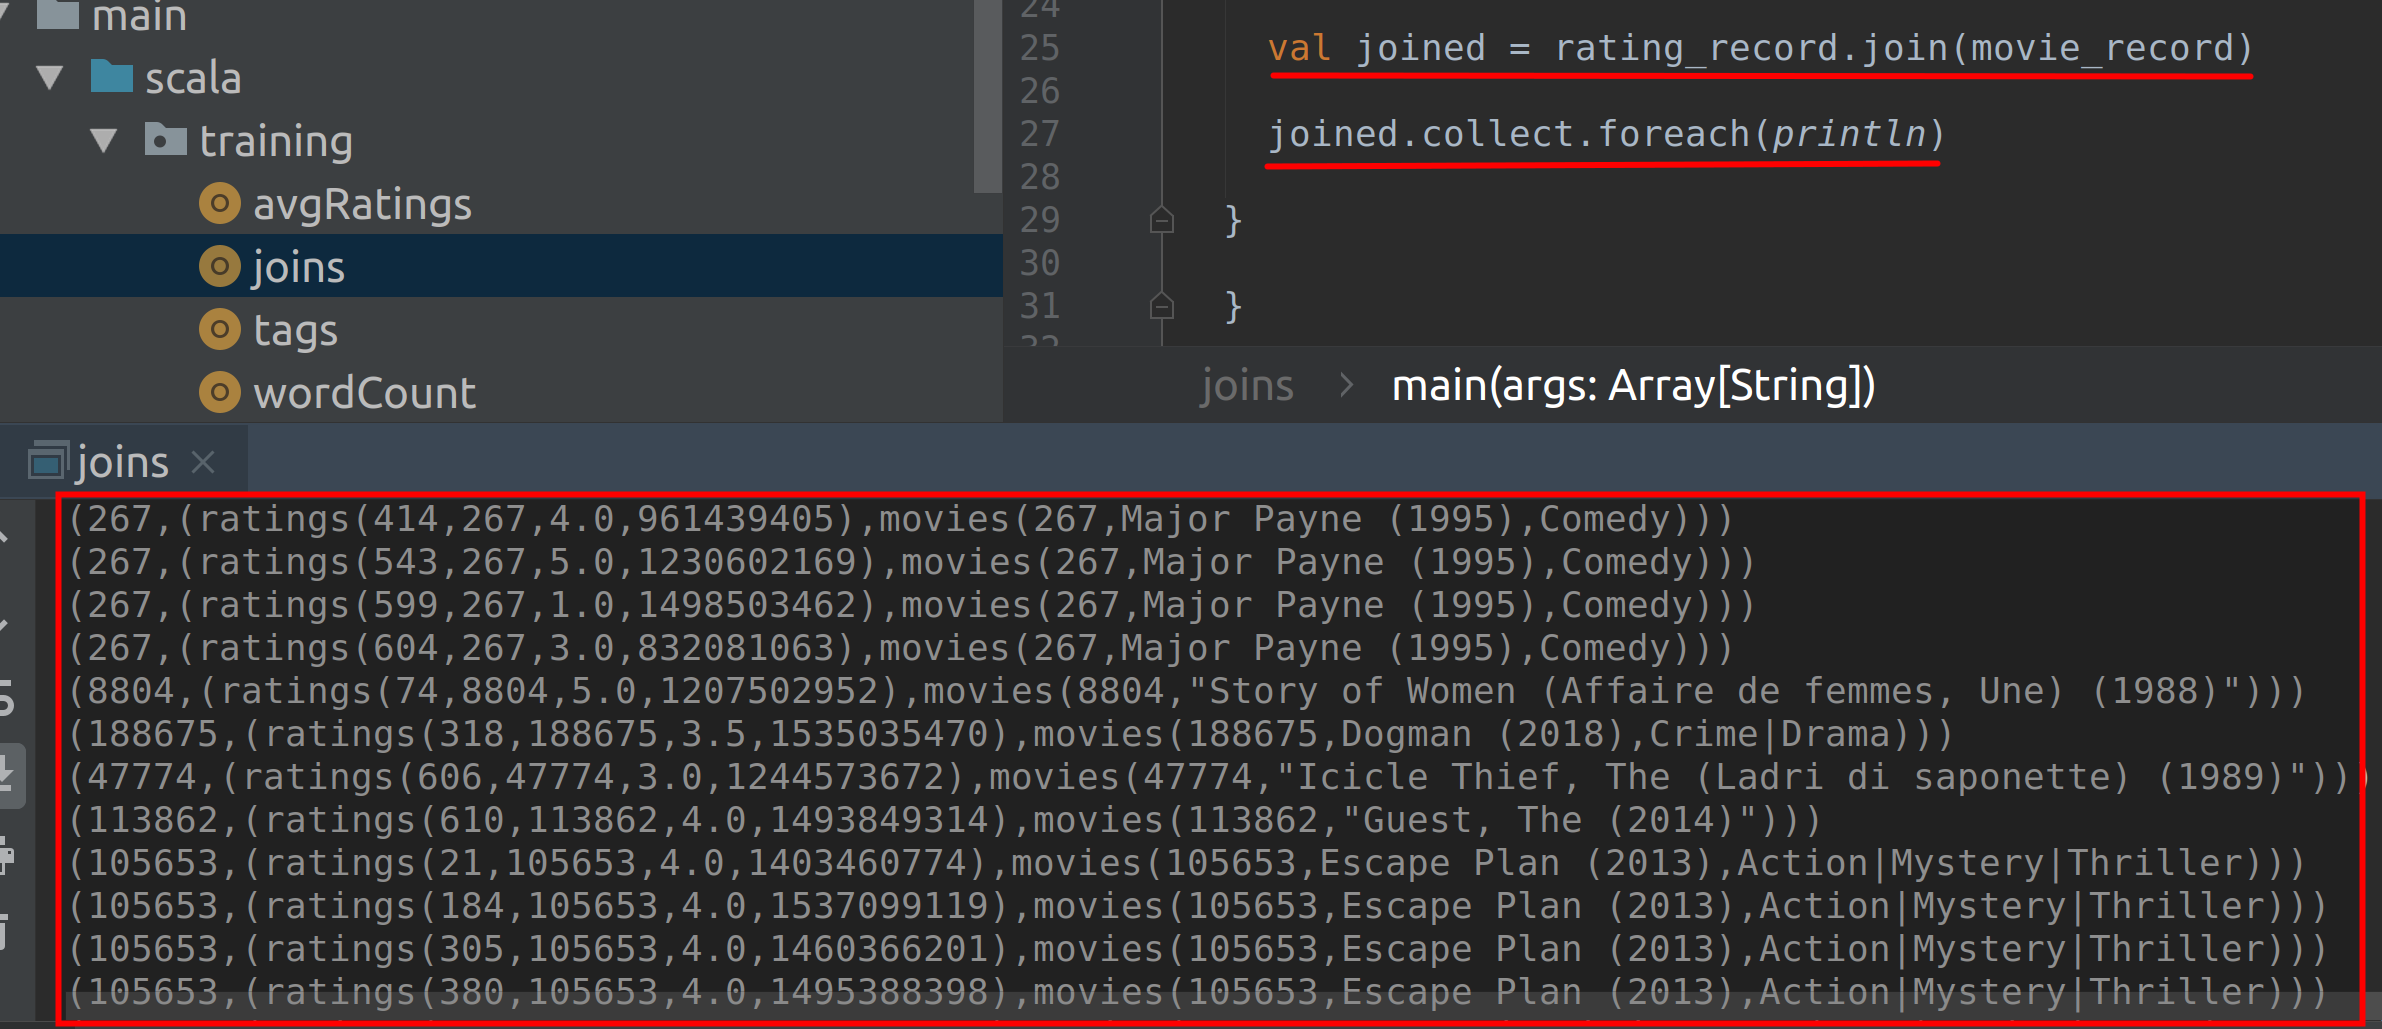 main
scala
training
avgRatings
joins
tags
wordCount
24
25 val joined = rating_record.join(movie_record)
26
27 joined.collect.foreach(println)
28
29 }
30
31 }
32
joins > main(args: Array[String])
joins
(267,(ratings(414,267,4.0,961439405),movies(267,Major Payne (1995),Comedy)))
(267,(ratings(543,267,5.0,1230602169),movies(267,Major Payne (1995),Comedy)))
(267,(ratings(599,267,1.0,1498503462),movies(267,Major Payne (1995),Comedy)))
(267,(ratings(604,267,3.0,832081063),movies(267,Major Payne (1995),Comedy)))
(8804,(ratings(74,8804,5.0,1207502952),movies(8804,"Story of Women (Affaire de femmes, Une) (1988)")))
(188675,(ratings(318,188675,3.5,1535035470),movies(188675,Dogman (2018),Crime|Drama)))
(47774,(ratings(606,47774,3.0,1244573672),movies(47774,"Icicle Thief, The (Ladri di saponette) (1989)")))
(113862,(ratings(610,113862,4.0,1493849314),movies(113862,"Guest, The (2014)")))
(105653,(ratings(21,105653,4.0,1403460774),movies(105653,Escape Plan (2013),Action|Mystery|Thriller)))
(105653,(ratings(184,105653,4.0,1537099119),movies(105653,Escape Plan (2013),Action|Mystery|Thriller)))
(105653,(ratings(305,105653,4.0,1460366201),movies(105653,Escape Plan (2013),Action|Mystery|Thriller)))
(105653,(ratings(380,105653,4.0,1495388398),movies(105653,Escape Plan (2013),Action|Mystery|Thriller)))